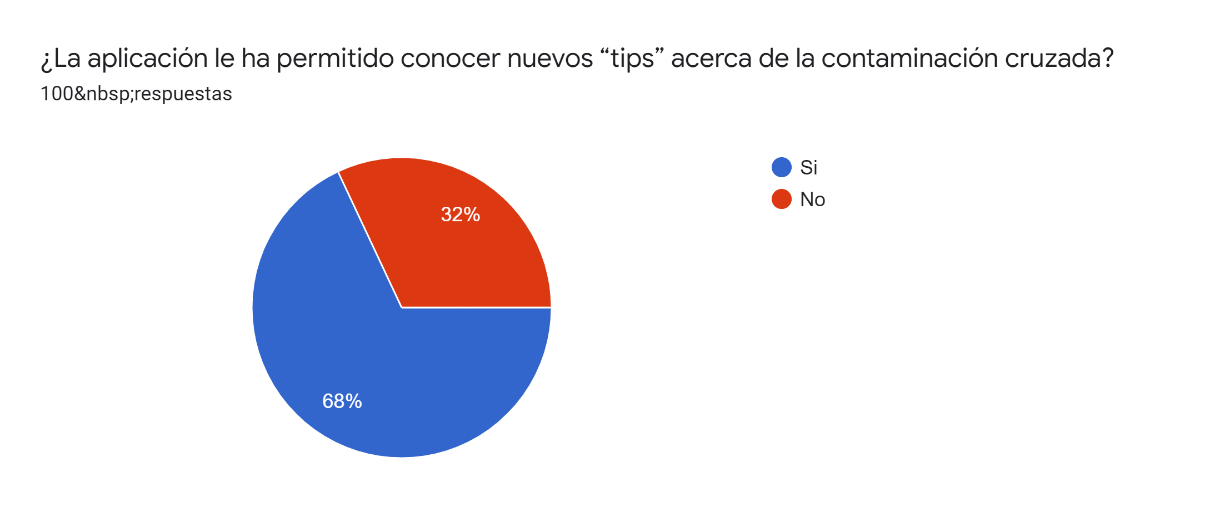 ¿La aplicación le ha permitido conocer nuevos “tips” acerca de la contaminación cruzada?
100&nbsp;respuestas
Si
No
32%
68%